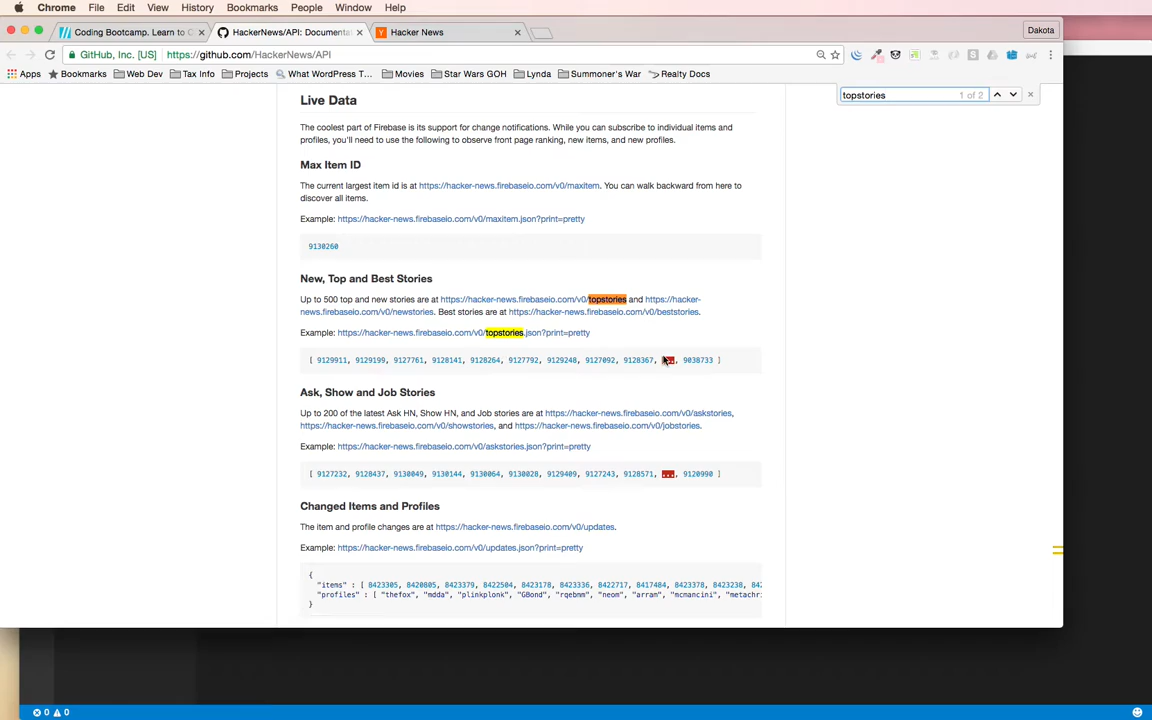 Chrome File Edit View History Bookmarks People Window Help
Coding Bootcamp. Learn to C
HackerNews/API: Documenta
Hacker News
Dakota
GitHub, Inc. [US] https://github.com/HackerNews/API
Apps Bookmarks Web Dev Tax Info Projects What WordPress T... Movies Star Wars GOH Lynda Summoner's War Realty Docs
topstories 1 of 2
Live Data
The coolest part of Firebase is its support for change notifications. While you can subscribe to individual items and
profiles, you'll need to use the following to observe front page ranking, new items, and new profiles.
Max Item ID
The current largest item id is at https://hacker-news.firebaseio.com/v0/maxitem. You can walk backward from here to
discover all items.
Example: https://hacker-news.firebaseio.com/v0/maxitem.json?print=pretty
9130260
New, Top and Best Stories
Up to 500 top and new stories are at https://hacker-news.firebaseio.com/v0/topstories and https://hacker-
news.firebaseio.com/v0/newstories. Best stories are at https://hacker-news.firebaseio.com/v0/beststories.
Example: https://hacker-news.firebaseio.com/v0/topstories.json?print=pretty
[ 9129911, 9129199, 9127761, 9128141, 9128264, 9127792, 9129248, 9127092, 9128367, ..., 9038733 ]
Ask, Show and Job Stories
Up to 200 of the latest Ask HN, Show HN, and Job stories are at https://hacker-news.firebaseio.com/v0/askstories,
https://hacker-news.firebaseio.com/v0/showstories, and https://hacker-news.firebaseio.com/v0/jobstories.
Example: https://hacker-news.firebaseio.com/v0/askstories.json?print=pretty
[ 9127232, 9128437, 9130049, 9130144, 9130064, 9130028, 9129409, 9127243, 9128571, ..., 9120990 ]
Changed Items and Profiles
The item and profile changes are at https://hacker-news.firebaseio.com/v0/updates.
Example: https://hacker-news.firebaseio.com/v0/updates.json?print=pretty
{
"items" : [ 8423305, 8420805, 8423379, 8422504, 8423178, 8423336, 8422717, 8417484, 8423378, 8423238, 842
"profiles" : [ "thefox", "mdda", "plinkplonk", "GBond", "rqebmm", "neom", "arram", "mcmancini", "metachri
}
0 0